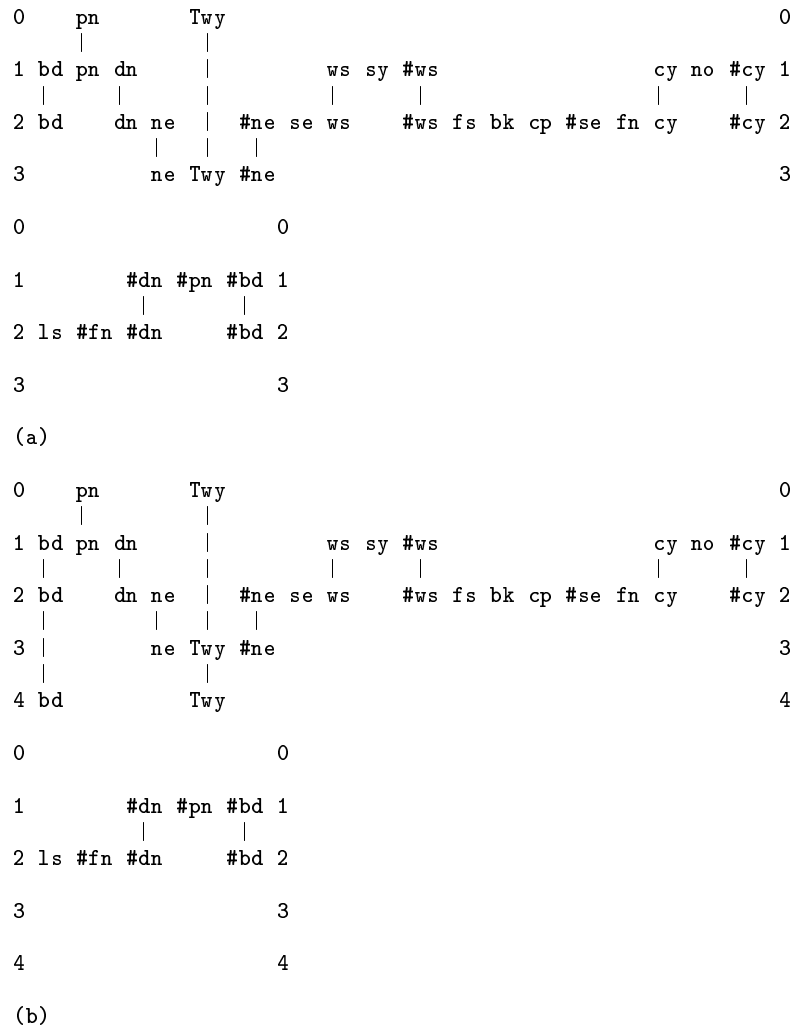 0 pn Twy 0
1 bd pn dn ws sy #ws cy no #cy 1
2 bd dn ne #ne se ws #ws fs bk cp #se fn cy #cy 2
3 ne Twy #ne 3
0 0
1 #dn #pn #bd 1
2 ls #fn #dn #bd 2
3 3
(a)
0 pn Twy 0
1 bd pn dn ws sy #ws cy no #cy 1
2 bd dn ne #ne se ws #ws fs bk cp #se fn cy #cy 2
3 ne Twy #ne 3
4 bd Twy 4
0 0
1 #dn #pn #bd 1
2 ls #fn #dn #bd 2
3 3
4 4
(b)